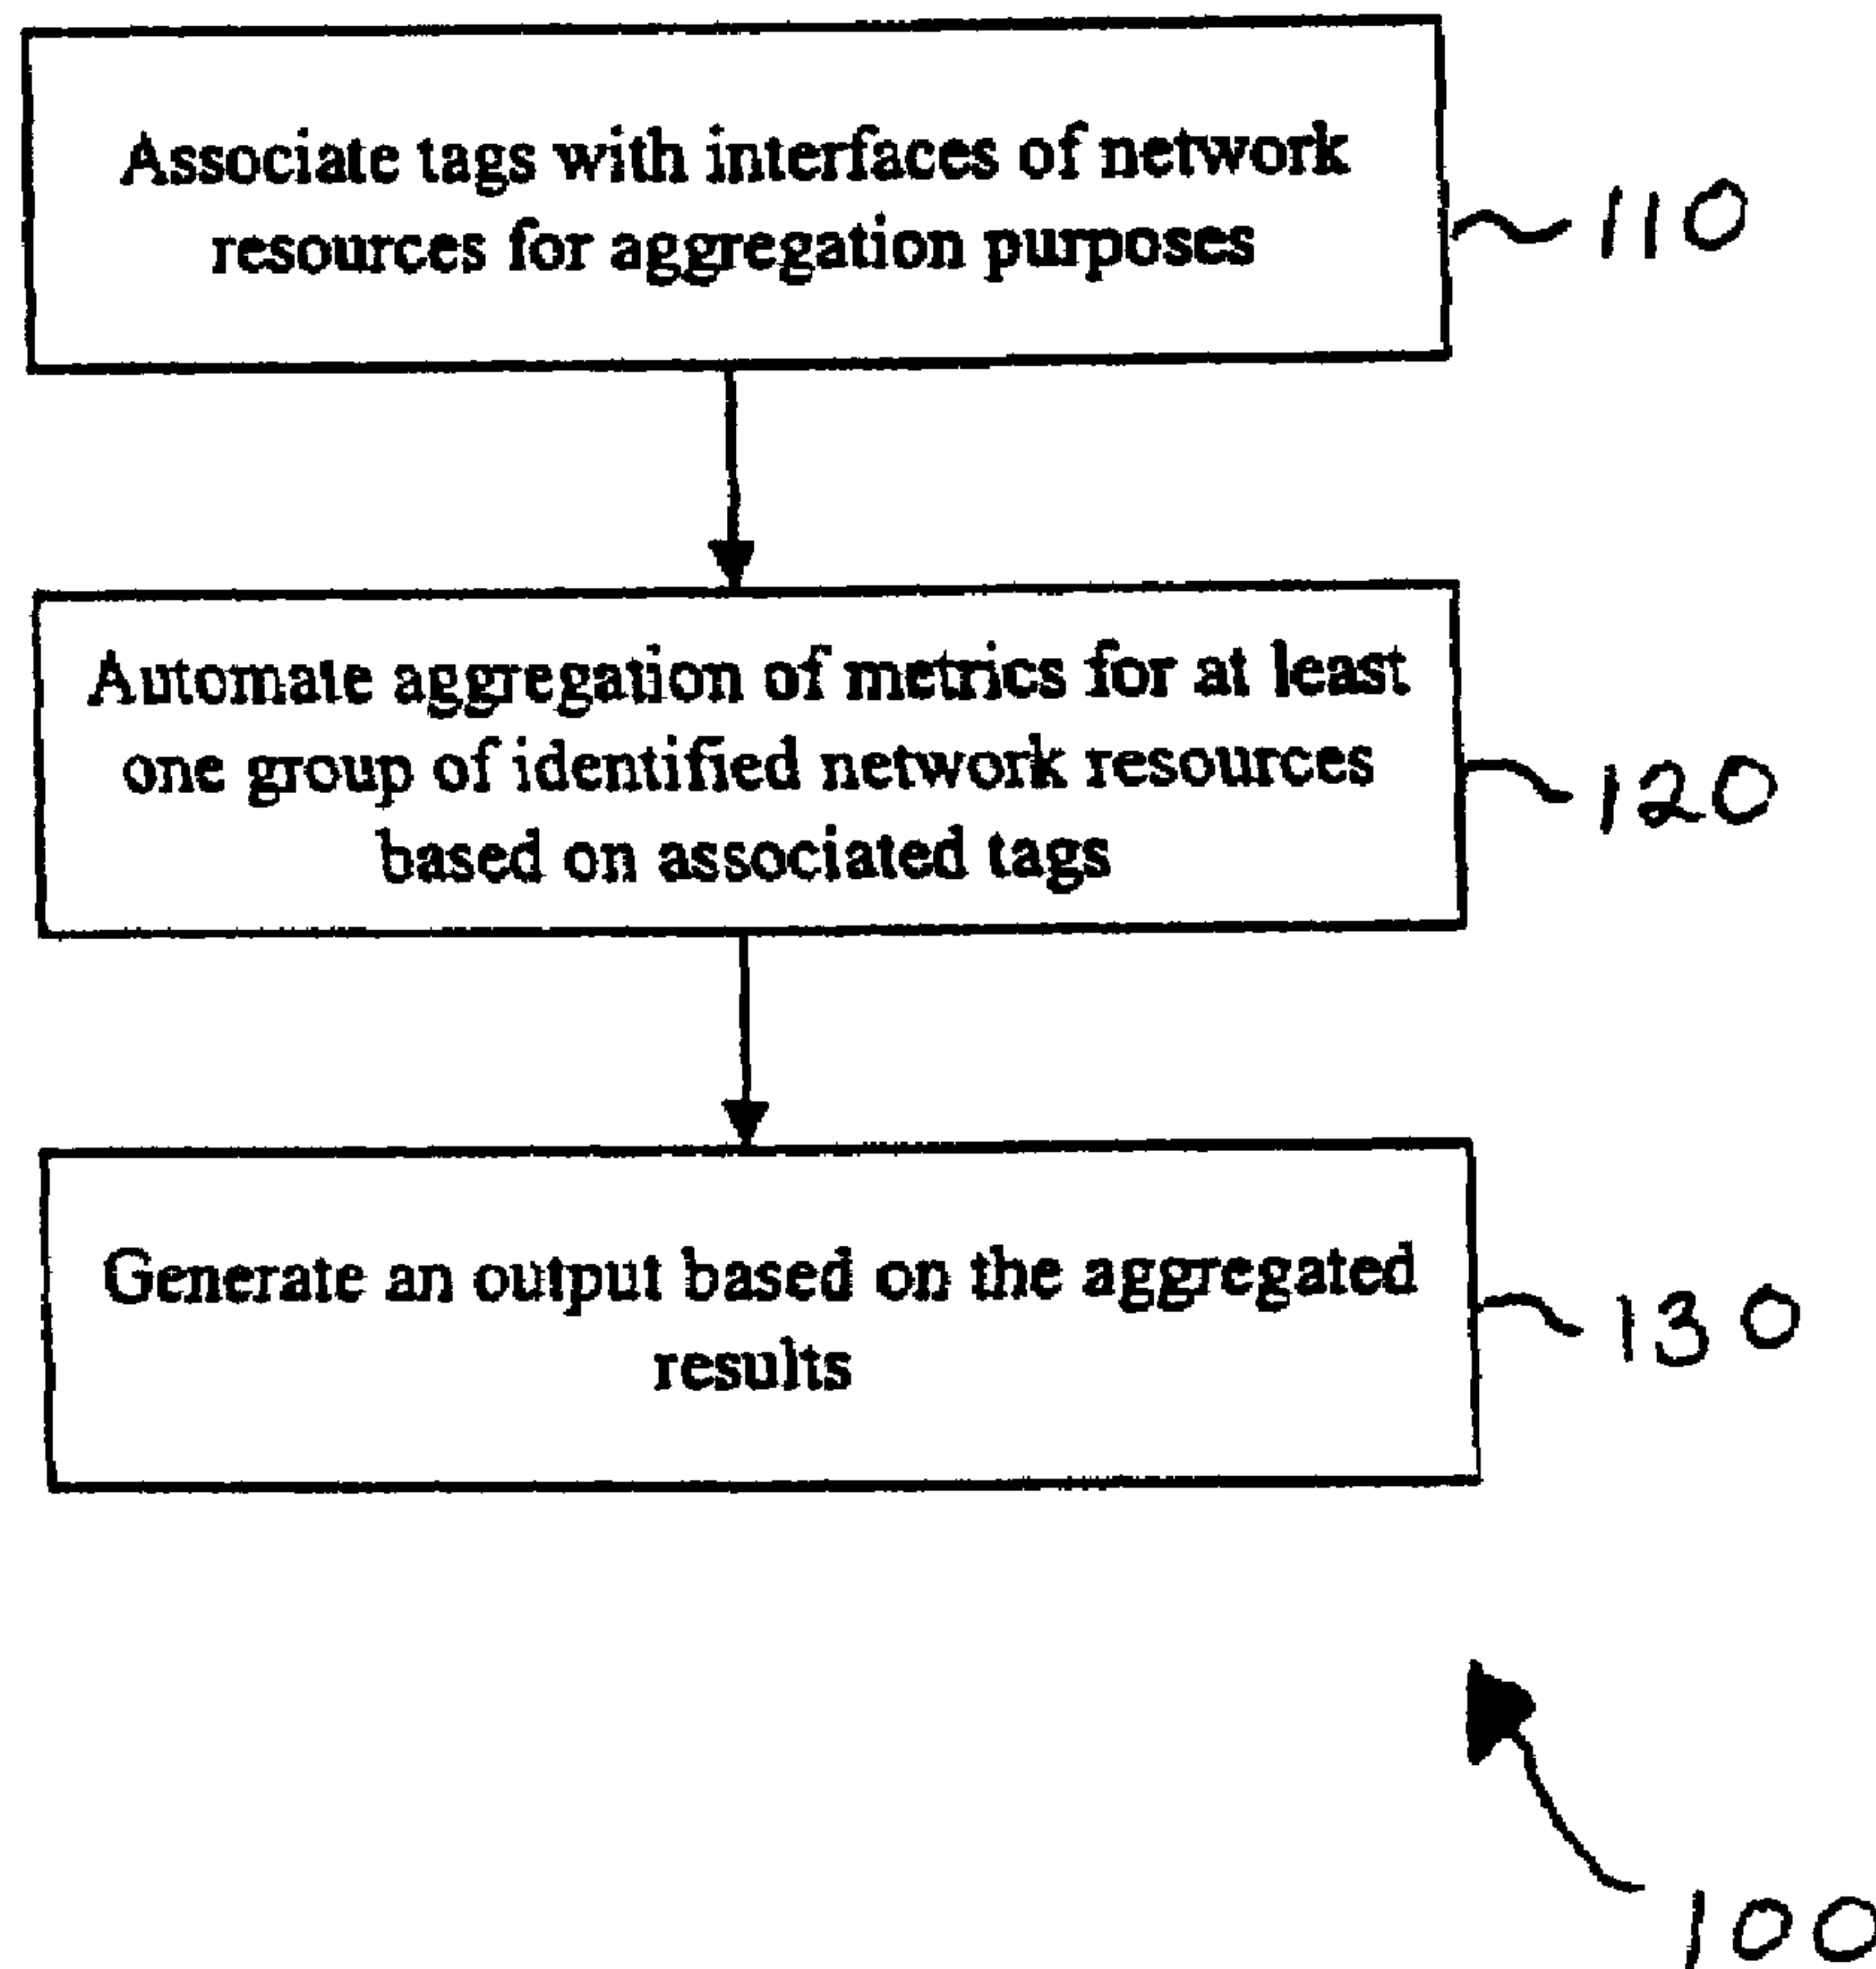 Associate tags with interfaces of network
resources for aggregation purposes
110
Automate aggregation of metrics for at least
one group of identified network resources
based on associated tags
120
Generate an output based on the aggregated
results
130
100